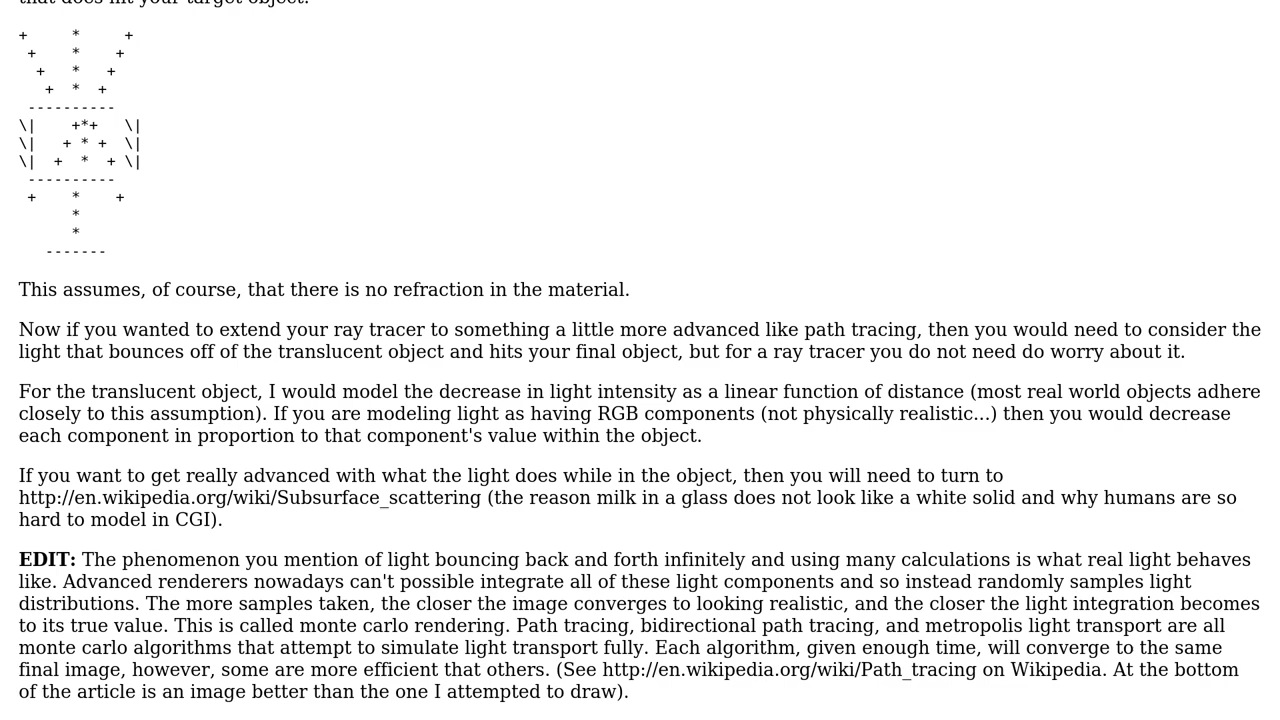 that does hit your target object.
+     *     +
 +    *    +
  +   *   +
   +  *  +
 ----------
\|    +*+   \|
\|   + * +  \|
\|  +  *  + \|
 ----------
 +    *    +
      *
      *
   -------
This assumes, of course, that there is no refraction in the material.
Now if you wanted to extend your ray tracer to something a little more advanced like path tracing, then you would need to consider the
light that bounces off of the translucent object and hits your final object, but for a ray tracer you do not need do worry about it.
For the translucent object, I would model the decrease in light intensity as a linear function of distance (most real world objects adhere
closely to this assumption). If you are modeling light as having RGB components (not physically realistic...) then you would decrease
each component in proportion to that component's value within the object.
If you want to get really advanced with what the light does while in the object, then you will need to turn to
http://en.wikipedia.org/wiki/Subsurface_scattering (the reason milk in a glass does not look like a white solid and why humans are so
hard to model in CGI).
EDIT: The phenomenon you mention of light bouncing back and forth infinitely and using many calculations is what real light behaves
like. Advanced renderers nowadays can't possible integrate all of these light components and so instead randomly samples light
distributions. The more samples taken, the closer the image converges to looking realistic, and the closer the light integration becomes
to its true value. This is called monte carlo rendering. Path tracing, bidirectional path tracing, and metropolis light transport are all
monte carlo algorithms that attempt to simulate light transport fully. Each algorithm, given enough time, will converge to the same
final image, however, some are more efficient that others. (See http://en.wikipedia.org/wiki/Path_tracing on Wikipedia. At the bottom
of the article is an image better than the one I attempted to draw).